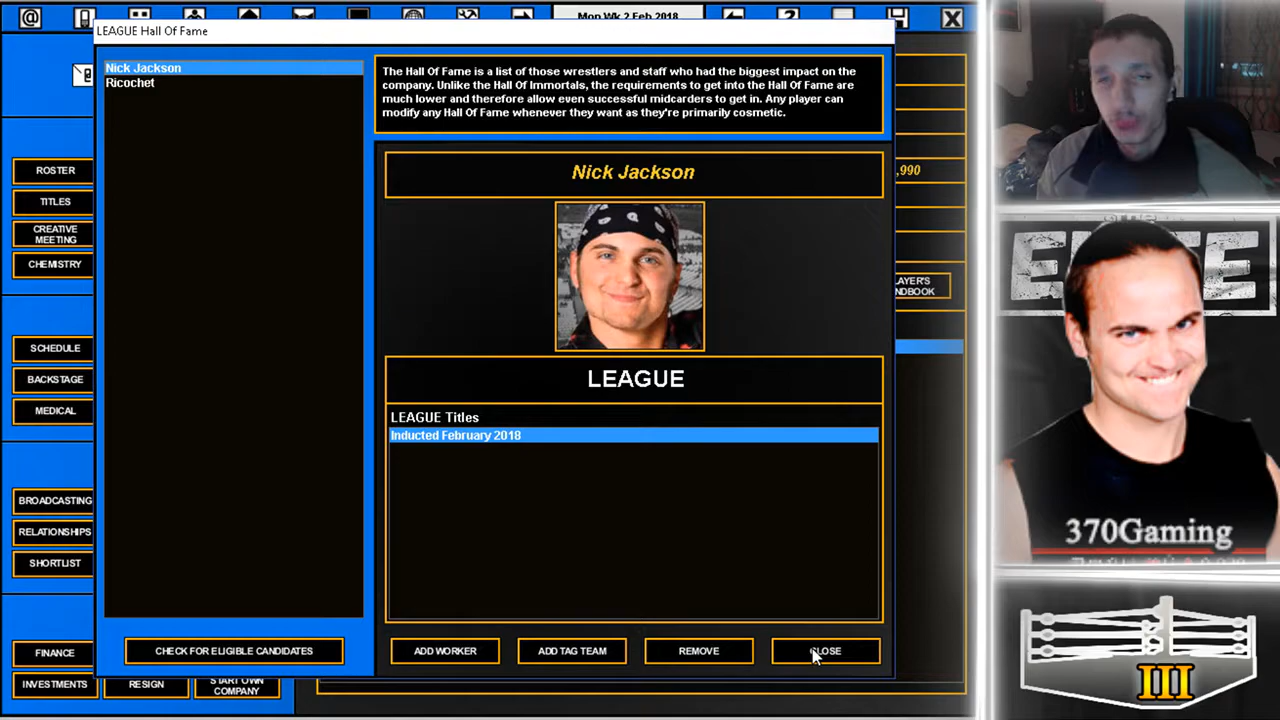 Mon Wk 2 Feb 2018
LEAGUE Hall Of Fame
Nick Jackson
Ricochet
The Hall Of Fame is a list of those wrestlers and staff who had the biggest impact on the
company. Unlike the Hall Of Immortals, the requirements to get into the Hall Of Fame are
much lower and therefore allow even successful midcarders to get in. Any player can
modify any Hall Of Fame whenever they want as they're primarily cosmetic.
Nick Jackson
LEAGUE
LEAGUE Titles
Inducted February 2018
CHECK FOR ELIGIBLE CANDIDATES
ADD WORKER
ADD TAG TEAM
REMOVE
CLOSE
ROSTER
TITLES
CREATIVE
MEETING
CHEMISTRY
SCHEDULE
BACKSTAGE
MEDICAL
BROADCASTING
RELATIONSHIPS
SHORTLIST
FINANCE
INVESTMENTS
RESIGN
START OWN
COMPANY
,990
370Gaming
III